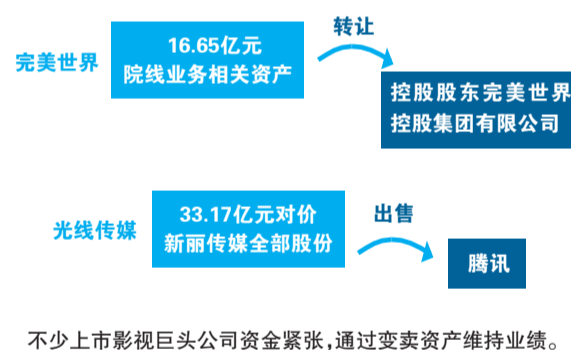 转让
16.65亿元
完美世界
院线业务相关资产
控股股东完美世界
控股集团有限公司
33.17亿元对价
出售
光线传媒
新丽传媒全部股份
腾讯
不少上市影视巨头公司资金紧张,通过变卖资产维持业绩。